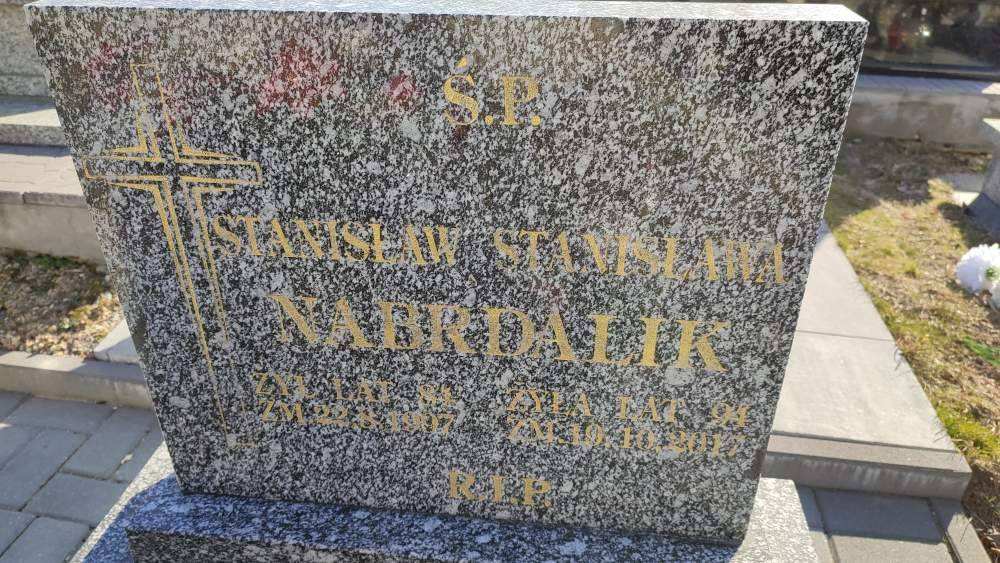 Ś.P.
STANISŁAW STANISŁAWA
NABRDALIK
ŻYŁ LAT 84 ŻYŁA LAT 94
ZM.22.8.1997 ZM.10.10.2017
R.I.P.